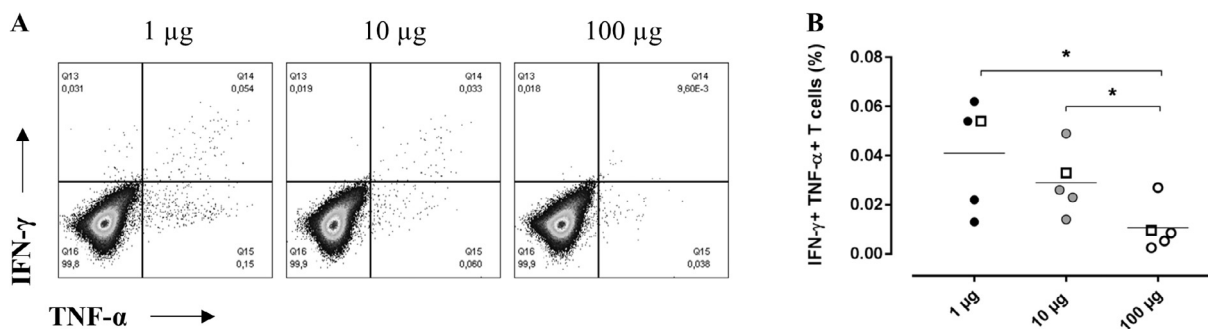 A
1 µg
10 µg
100 µg
Q13
0,031
Q14
0,054
Q13
0,019
Q14
0,033
Q13
0,018
Q14
9,60E-3
Q16
99,8
Q15
0,15
Q16
99,9
Q15
0,060
Q16
99,9
Q15
0,038
IFN-γ
TNF-α
B
*
*
IFN-γ+ TNF-α+ T cells (%)
0.08
0.06
0.04
0.02
0.00
1 µg
10 µg
100 µg